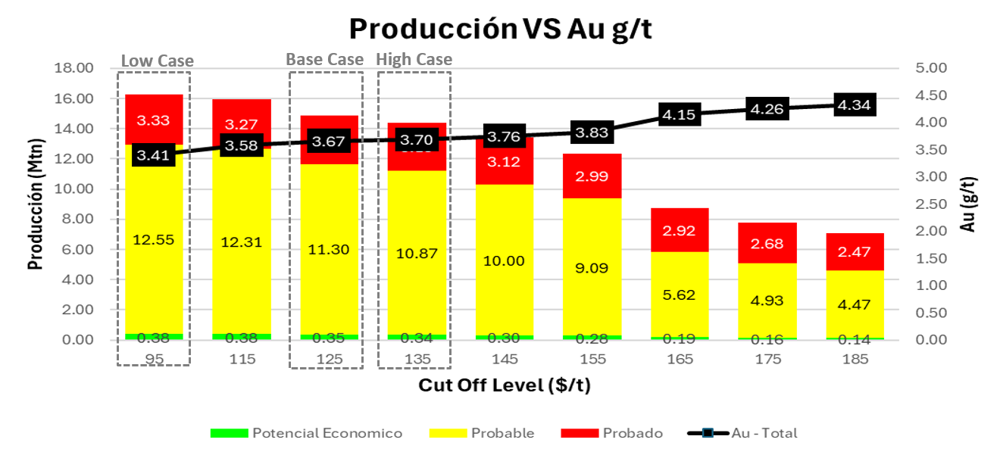 Producción VS Au g/t
Low Case
Base Case
High Case
18.00
16.00
14.00
12.00
10.00
8.00
6.00
4.00
2.00
0.00
Producción (Mtn)
5.00
4.50
4.00
3.50
3.00
2.50
2.00
1.50
1.00
0.50
0.00
Au (g/t)
3.33 3.27 3.12 2.99 2.92 2.68 2.47
3.41 3.58 3.67 3.70 3.76 3.83 4.15 4.26 4.34
12.55 12.31 11.30 10.87 10.00 9.09 5.62 4.93 4.47
0.38 0.38 0.35 0.34 0.30 0.28 0.19 0.16 0.14
95 115 125 135 145 155 165 175 185
Cut Off Level ($/t)
Potencial Economico Probable Probado Au - Total